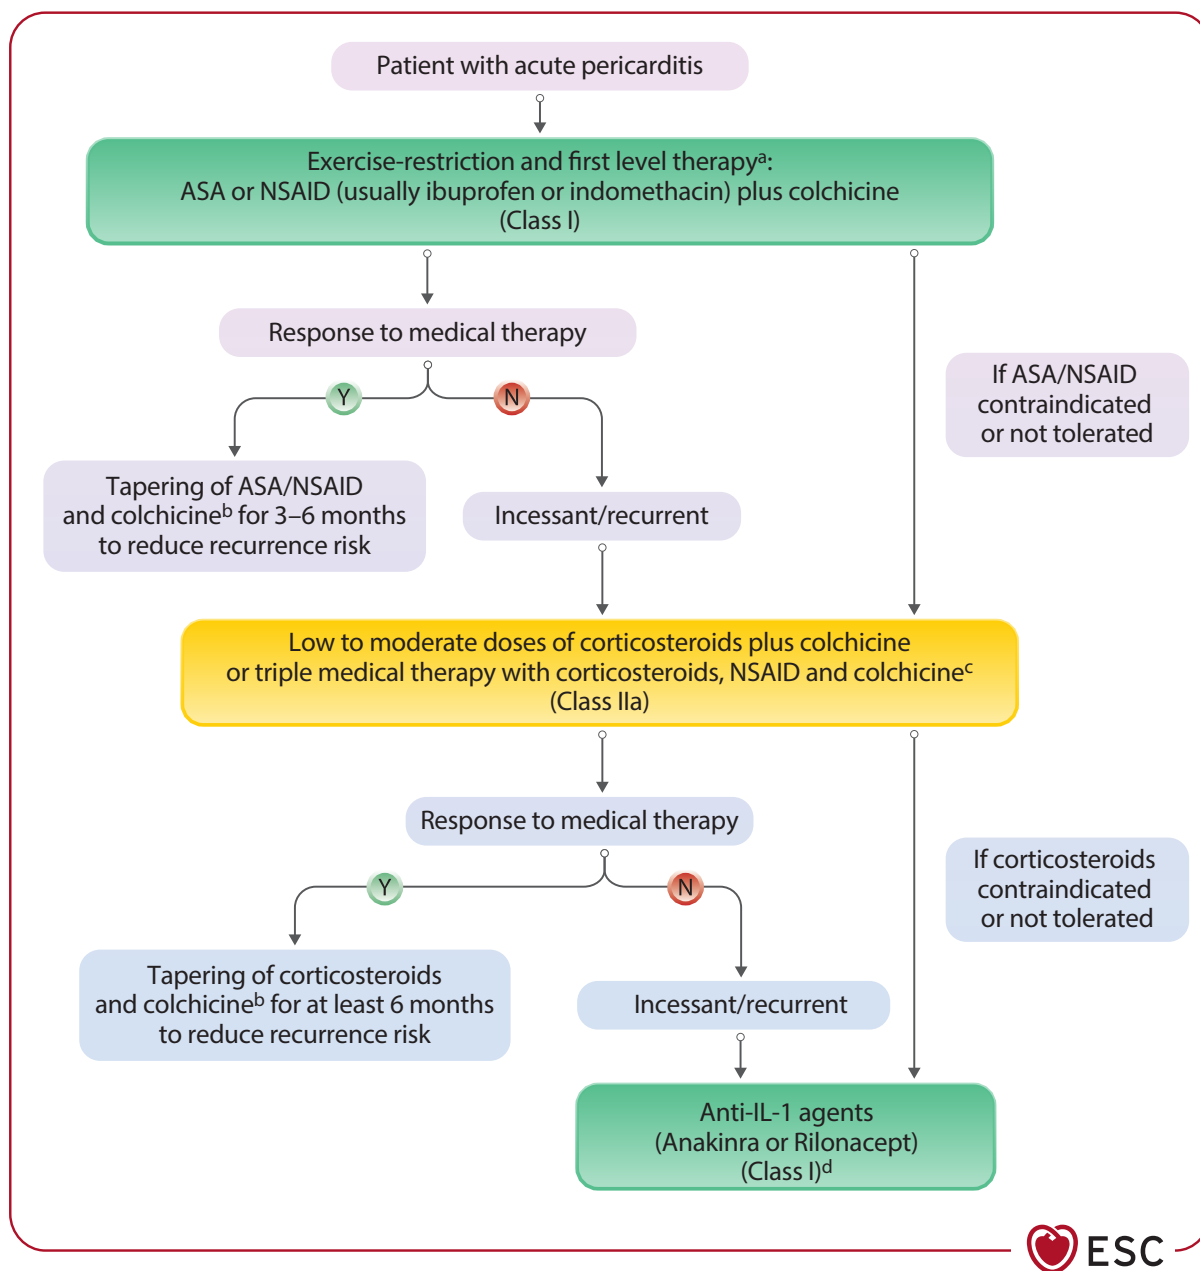 Patient with acute pericarditis
Exercise-restriction and first level therapyᵃ:
ASA or NSAID (usually ibuprofen or indomethacin) plus colchicine
(Class I)
Response to medical therapy
If ASA/NSAID
contraindicated
or not tolerated
Y
N
Tapering of ASA/NSAID
and colchicineᵇ for 3–6 months
to reduce recurrence risk
Incessant/recurrent
Low to moderate doses of corticosteroids plus colchicine
or triple medical therapy with corticosteroids, NSAID and colchicineᶜ
(Class IIa)
Response to medical therapy
If corticosteroids
contraindicated
or not tolerated
Y
N
Tapering of corticosteroids
and colchicineᵇ for at least 6 months
to reduce recurrence risk
Incessant/recurrent
Anti-IL-1 agents
(Anakinra or Rilonacept)
(Class I)ᵈ
ESC